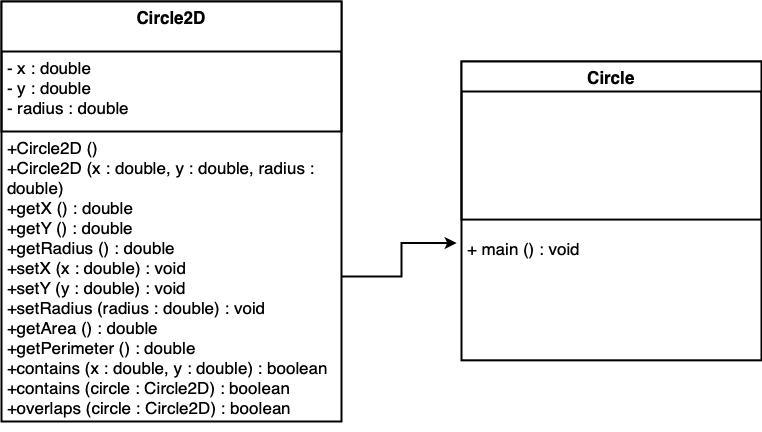 Circle2D
- x : double
- y : double
- radius : double
+Circle2D ()
+Circle2D (x : double, y : double, radius :
double)
+getX () : double
+getY () : double
+getRadius () : double
+setX (x : double) : void
+setY (y : double) : void
+setRadius (radius : double) : void
+getArea () : double
+getPerimeter () : double
+contains (x : double, y : double) : boolean
+contains (circle : Circle2D) : boolean
+overlaps (circle : Circle2D) : boolean
Circle
+ main () : void